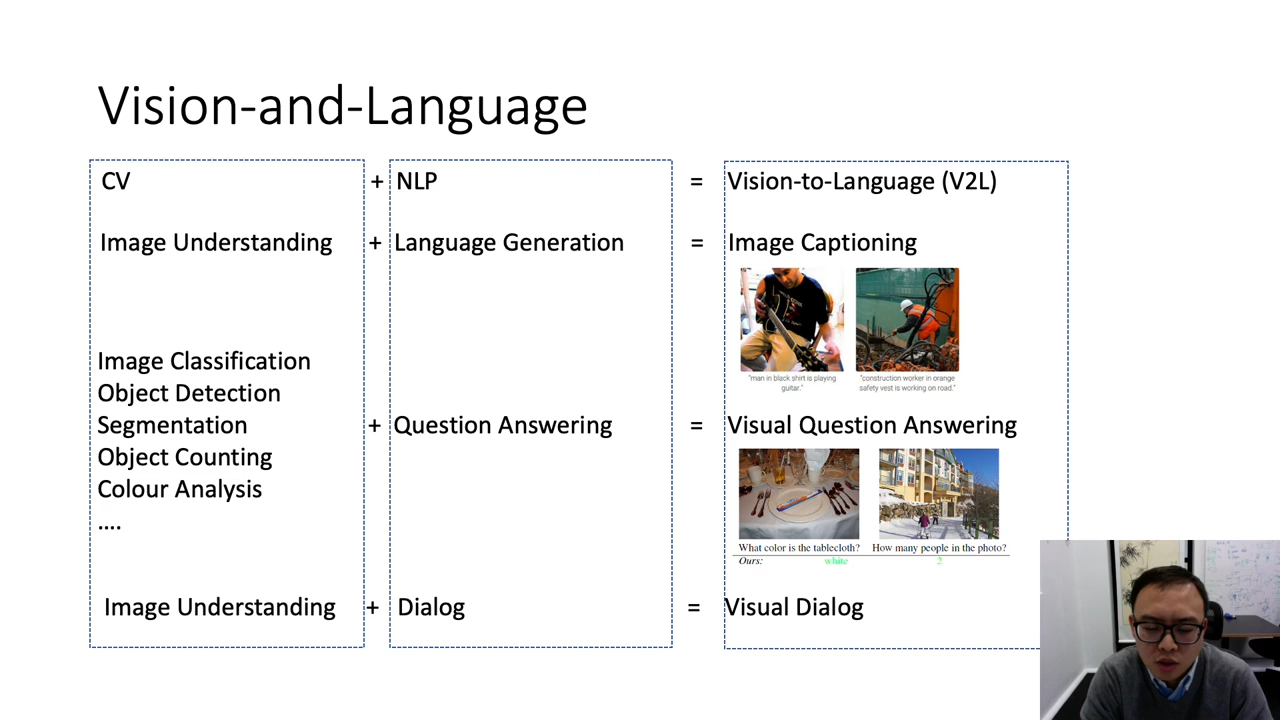 Vision-and-Language
CV + NLP = Vision-to-Language (V2L)
Image Understanding + Language Generation = Image Captioning
"man in black shirt is playing guitar."
"construction worker in orange safety vest is working on road."
Image Classification
Object Detection
Segmentation + Question Answering = Visual Question Answering
Object Counting
Colour Analysis
....
What color is the tablecloth? How many people in the photo?
Ours: white 2
Image Understanding + Dialog = Visual Dialog